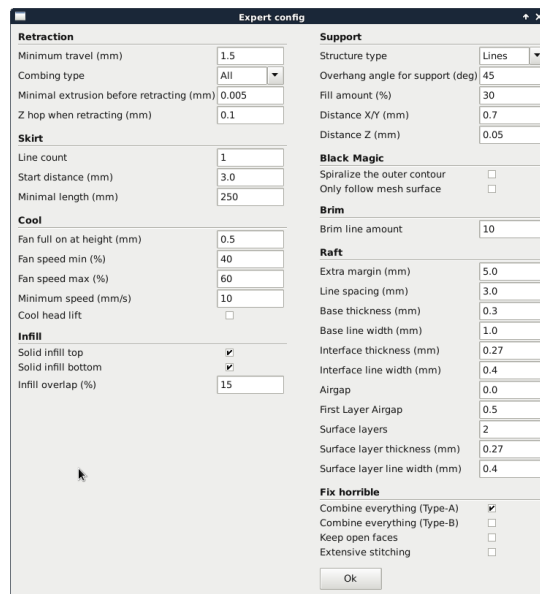 Expert config
Retraction
Minimum travel (mm) 1.5
Combing type All
Minimal extrusion before retracting (mm) 0.005
Z hop when retracting (mm) 0.1
Skirt
Line count 1
Start distance (mm) 3.0
Minimal length (mm) 250
Cool
Fan full on at height (mm) 0.5
Fan speed min (%) 40
Fan speed max (%) 60
Minimum speed (mm/s) 10
Cool head lift
Infill
Solid infill top
Solid infill bottom
Infill overlap (%) 15
Support
Structure type Lines
Overhang angle for support (deg) 45
Fill amount (%) 30
Distance X/Y (mm) 0.7
Distance Z (mm) 0.05
Black Magic
Spiralize the outer contour
Only follow mesh surface
Brim
Brim line amount 10
Raft
Extra margin (mm) 5.0
Line spacing (mm) 3.0
Base thickness (mm) 0.3
Base line width (mm) 1.0
Interface thickness (mm) 0.27
Interface line width (mm) 0.4
Airgap 0.0
First Layer Airgap 0.5
Surface layers 2
Surface layer thickness (mm) 0.27
Surface layer line width (mm) 0.4
Fix horrible
Combine everything (Type-A)
Combine everything (Type-B)
Keep open faces
Extensive stitching
Ok